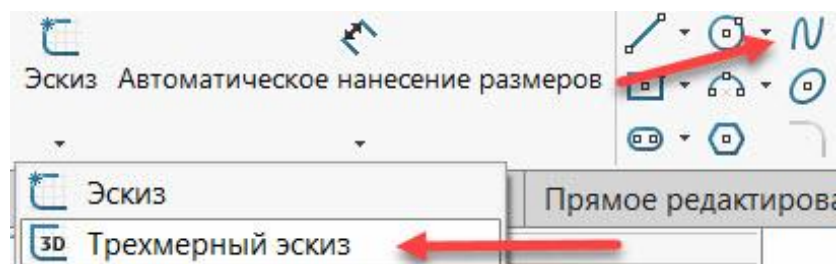 Эскиз Автоматическое нанесение размеров
Эскиз
Прямое редактирова
3D Трехмерный эскиз